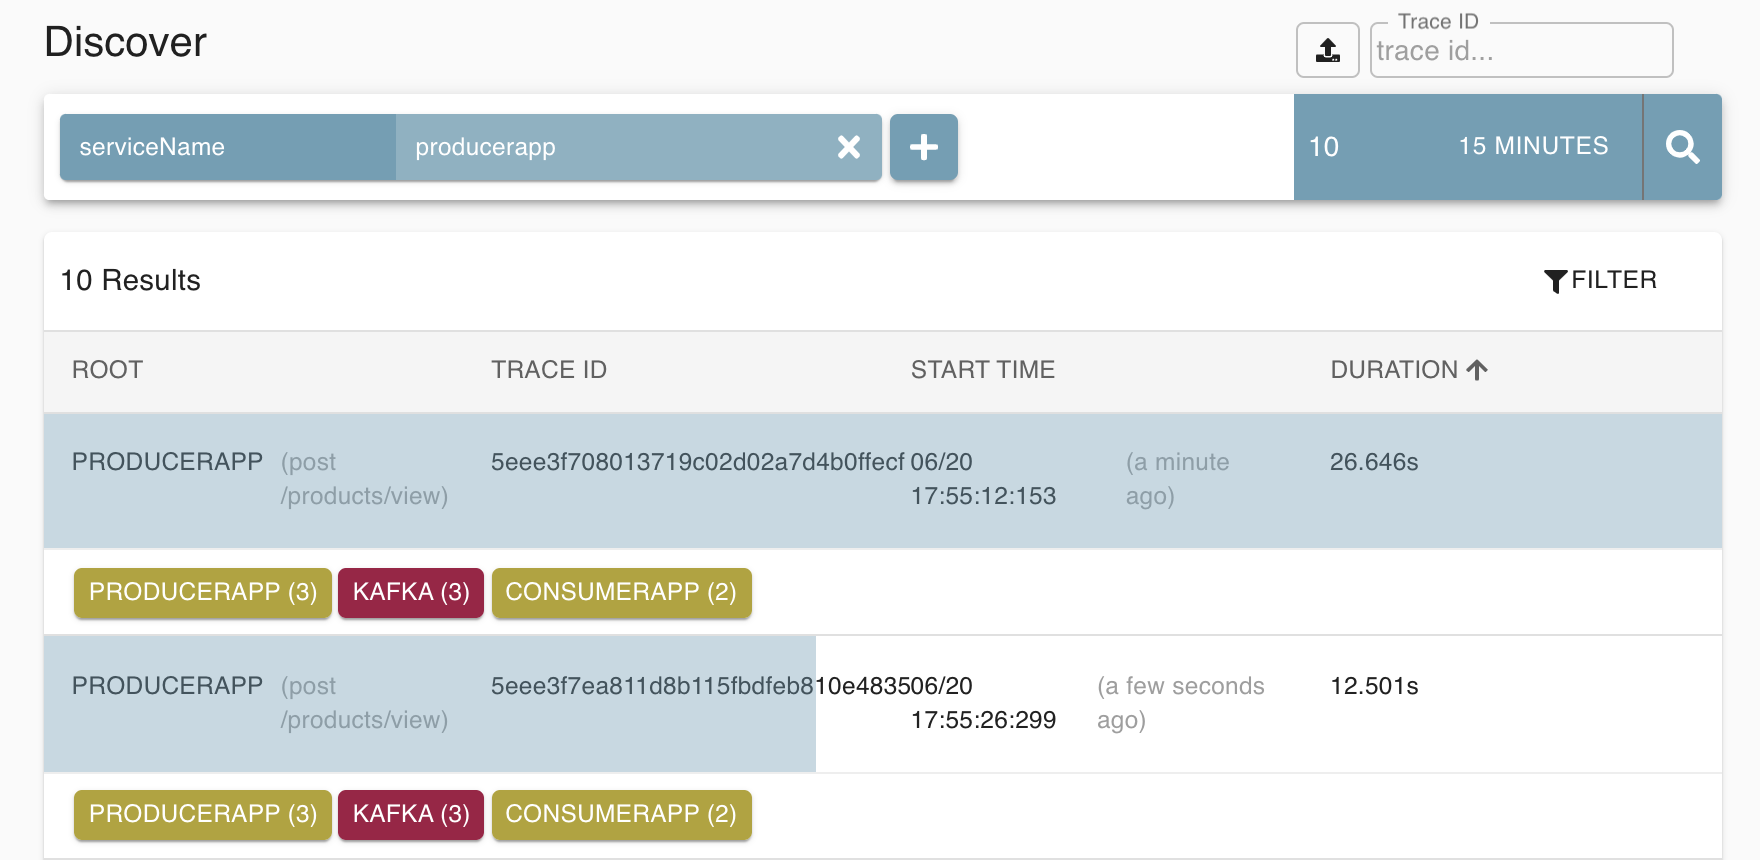 Discover
Trace ID
trace id...
serviceName producerapp
10 15 MINUTES
10 Results
FILTER
ROOT TRACE ID START TIME DURATION
PRODUCERAPP (post 5eee3f708013719c02d02a7d4b0ffecf 06/20 (a minute 26.646s
/products/view) 17:55:12:153 ago)
PRODUCERAPP (3) KAFKA (3) CONSUMERAPP (2)
PRODUCERAPP (post 5eee3f7ea811d8b115fbdfeb810e4835 06/20 (a few seconds 12.501s
/products/view) 17:55:26:299 ago)
PRODUCERAPP (3) KAFKA (3) CONSUMERAPP (2)